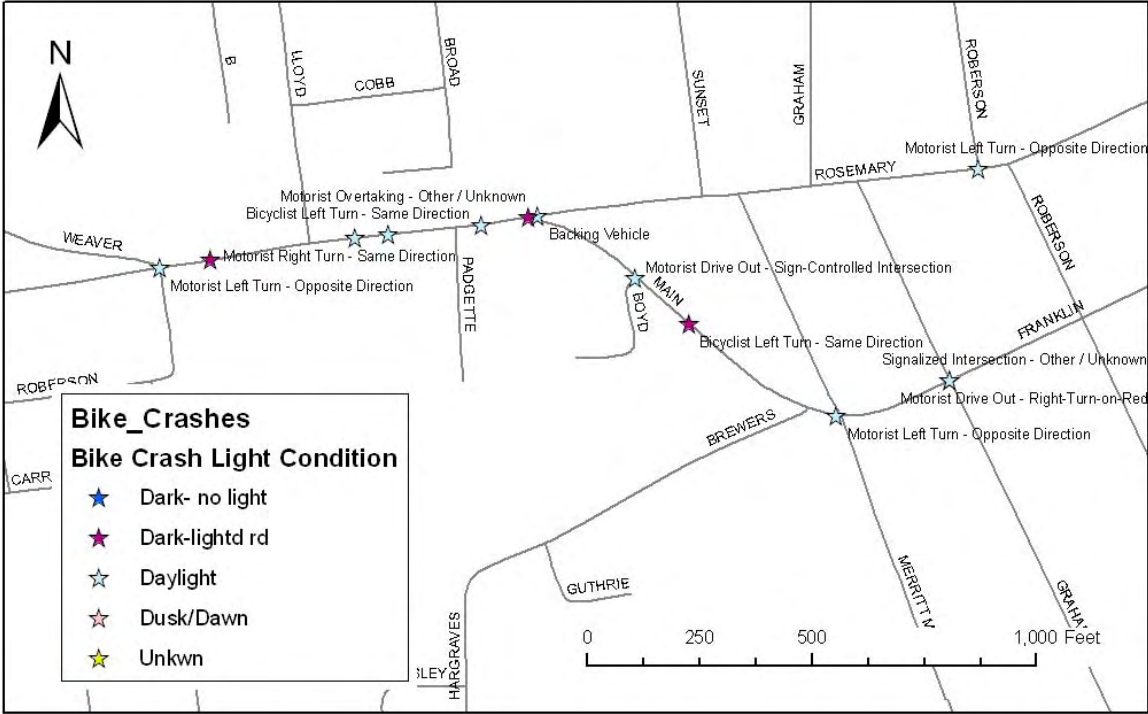 N
B
LLOYD
COBB
BROAD
SUNSET
GRAHAM
ROBERSON
Motorist Left Turn - Opposite Direction
ROSEMARY
Motorist Overtaking - Other / Unknown
Bicyclist Left Turn - Same Direction
Backing Vehicle
WEAVER
Motorist Right Turn - Same Direction
Motorist Left Turn - Opposite Direction
PADGETTE
Motorist Drive Out - Sign-Controlled Intersection
MAIN
BOYD
ROBERSON
FRANKLIN
Bicyclist Left Turn - Same Direction
Signalized Intersection - Other / Unknown
Motorist Drive Out - Right-Turn-on-Red
Motorist Left Turn - Opposite Direction
BREWERS
ROBERSON
CARR
Bike_Crashes
Bike Crash Light Condition
Dark- no light
Dark-lightd rd
Daylight
Dusk/Dawn
Unkwn
GUTHRIE
HARGRAVES
MERRITT
GRAHA
0 250 500 1,000 Feet